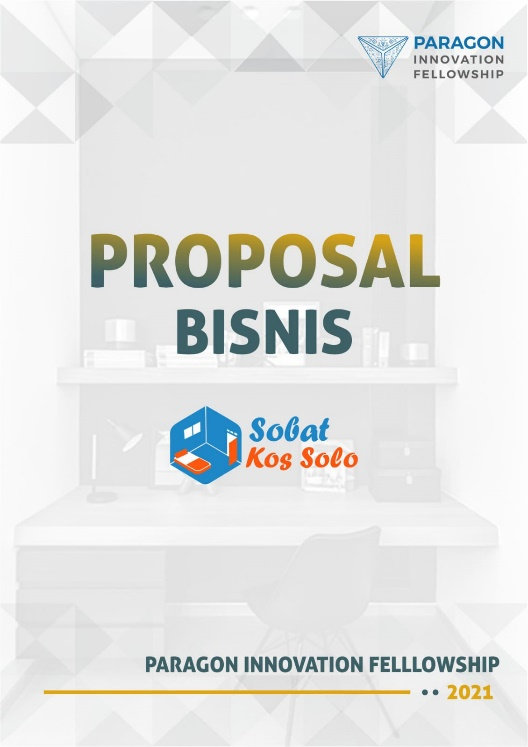 PARAGON
INNOVATION
FELLOWSHIP
PROPOSAL
BISNIS
Sobat
Kos Solo
PARAGON INNOVATION FELLLOWSHIP
2021